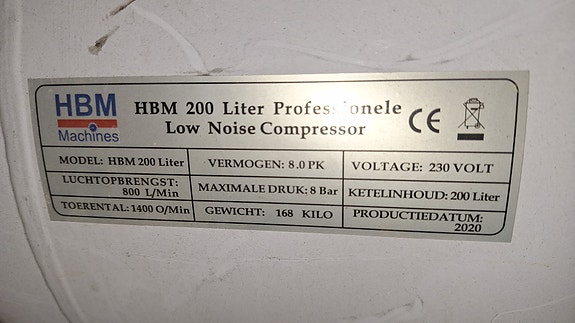 HBM
Machines
HBM 200 Liter Professionele
Low Noise Compressor
CE
MODEL: HBM 200 Liter
VERMOGEN: 8.0 PK
VOLTAGE: 230 VOLT
LUCHTOPBRENGST:
800 L/Min
MAXIMALE DRUK: 8 Bar
KETELINHOUD: 200 Liter
TOERENTAL: 1400 O/Min
GEWICHT: 168 KILO
PRODUCTIEDATUM:
2020